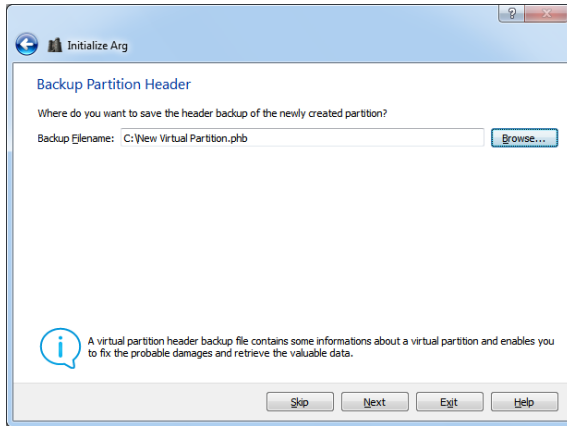 Initialize Arg
Backup Partition Header
Where do you want to save the header backup of the newly created partition?
Backup Filename: C:\New Virtual Partition.phb Browse...
A virtual partition header backup file contains some informations about a virtual partition and enables you
to fix the probable damages and retrieve the valuable data.
Skip Next Exit Help